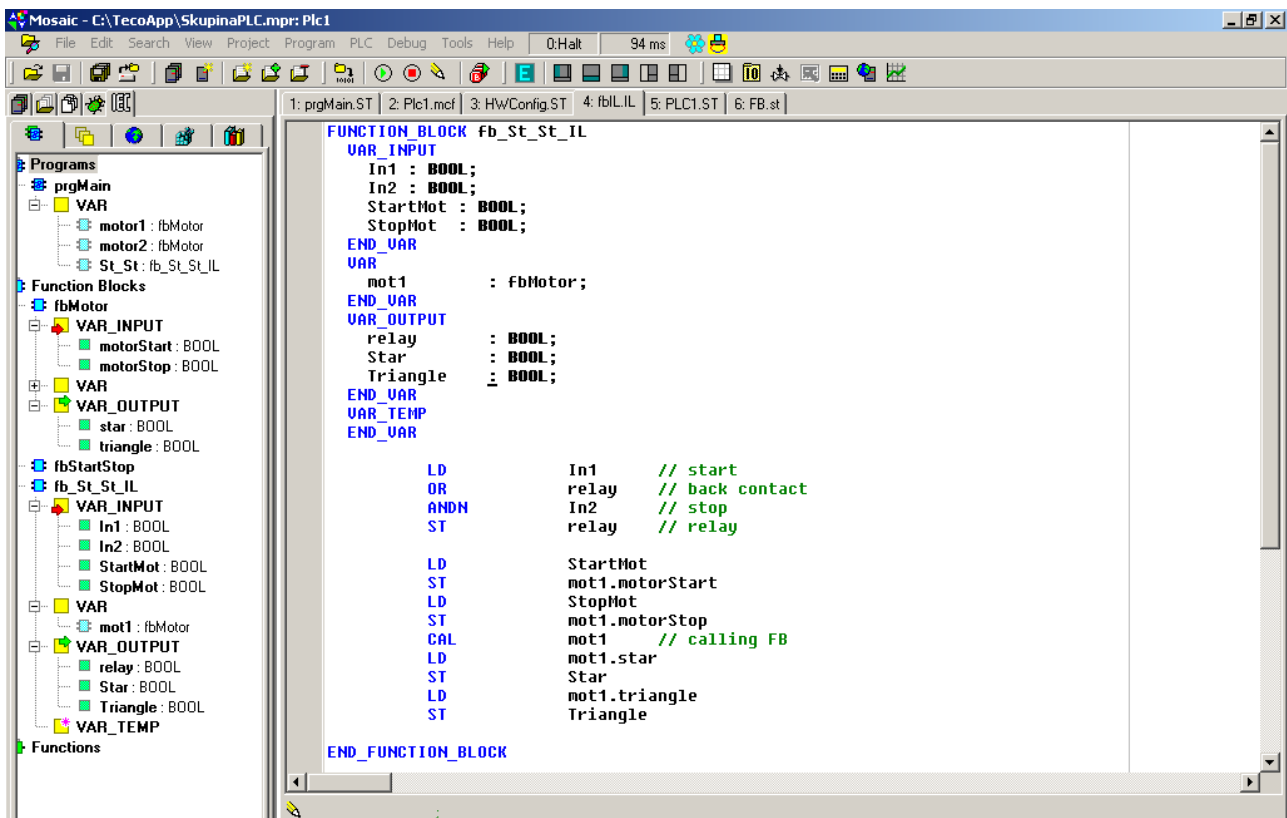 Mosaic - C:\TecoApp\SkupinaPLC.mpr: Plc1
File Edit Search View Project Program PLC Debug Tools Help 0:Halt 94 ms
1: prgMain.ST 2: Plc1.mcf 3: HWConfig.ST 4: fbIL.IL 5: PLC1.ST 6: FB.st
Programs
prgMain
VAR
motor1 : fbMotor
motor2 : fbMotor
St_St : fb_St_St_IL
Function Blocks
fbMotor
VAR_INPUT
motorStart : BOOL
motorStop : BOOL
VAR
VAR_OUTPUT
star : BOOL
triangle : BOOL
fbStartStop
fb_St_St_IL
VAR_INPUT
In1 : BOOL
In2 : BOOL
StartMot : BOOL
StopMot : BOOL
VAR
mot1 : fbMotor
VAR_OUTPUT
relay : BOOL
Star : BOOL
Triangle : BOOL
VAR_TEMP
Functions
FUNCTION_BLOCK fb_St_St_IL
VAR_INPUT
In1 : BOOL;
In2 : BOOL;
StartMot : BOOL;
StopMot : BOOL;
END_VAR
VAR
mot1 : fbMotor;
END_VAR
VAR_OUTPUT
relay : BOOL;
Star : BOOL;
Triangle : BOOL;
END_VAR
VAR_TEMP
END_VAR
LD In1 // start
OR relay // back contact
ANDN In2 // stop
ST relay // relay
LD StartMot
ST mot1.motorStart
LD StopMot
ST mot1.motorStop
CAL mot1 // calling FB
LD mot1.star
ST Star
LD mot1.triangle
ST Triangle
END_FUNCTION_BLOCK